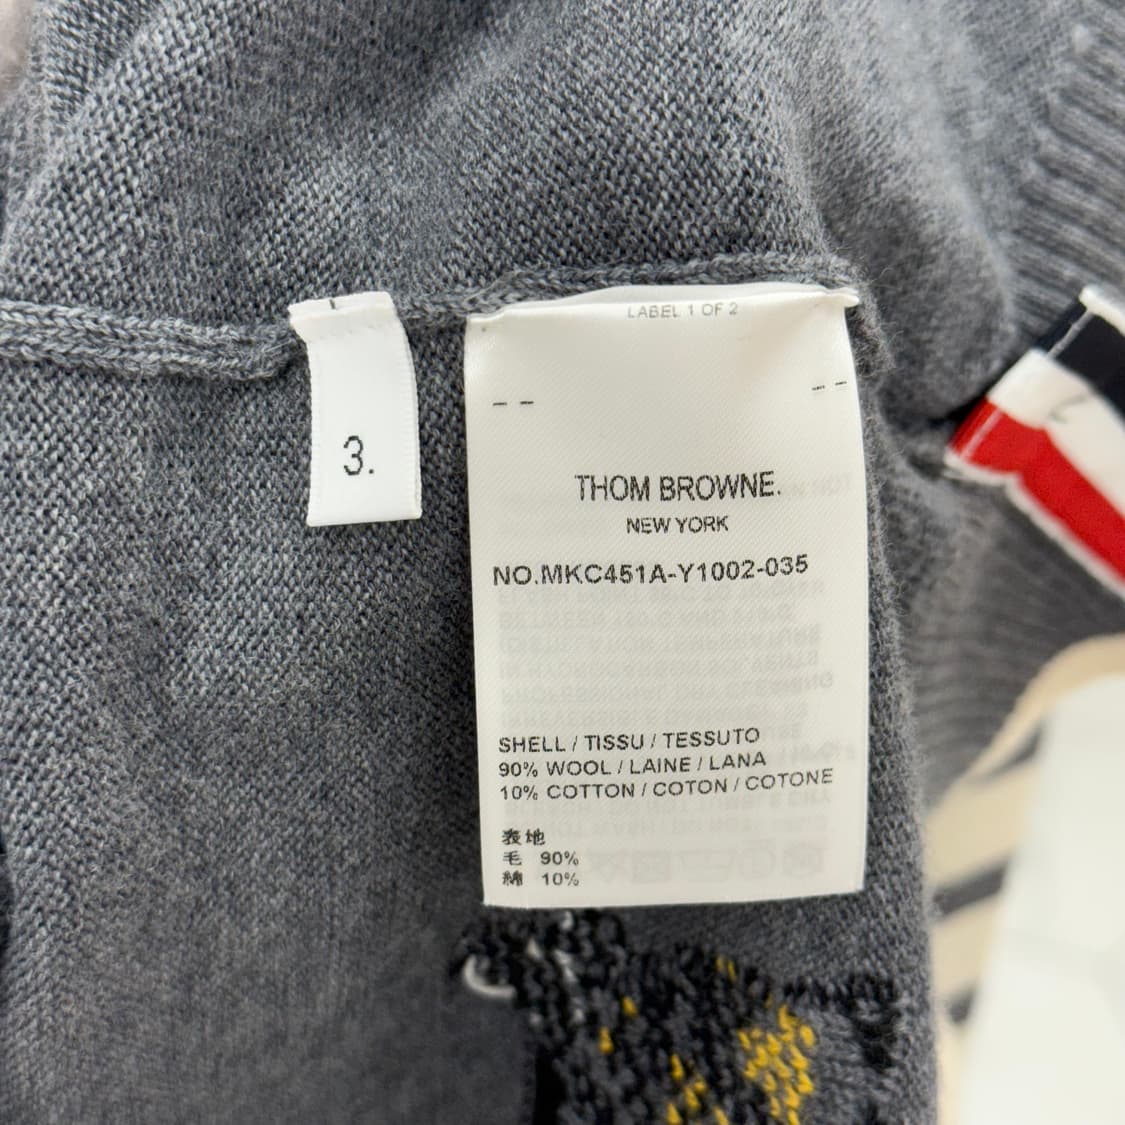 LABEL 1 OF 2
3.
THOM BROWNE.
NEW YORK
NO.MKC451A-Y1002-035
SHELL / TISSU / TESSUTO
90% WOOL / LAINE / LANA
10% COTTON / COTON / COTONE
表地
毛 90%
綿 10%